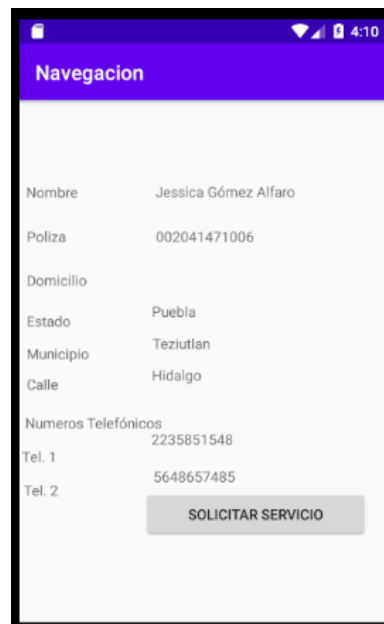 4:10
Navegacion
Nombre Jessica Gómez Alfaro
Poliza 002041471006
Domicilio
Estado Puebla
Municipio Teziutlan
Calle Hidalgo
Numeros Telefónicos
Tel. 1 2235851548
Tel. 2 5648657485
SOLICITAR SERVICIO